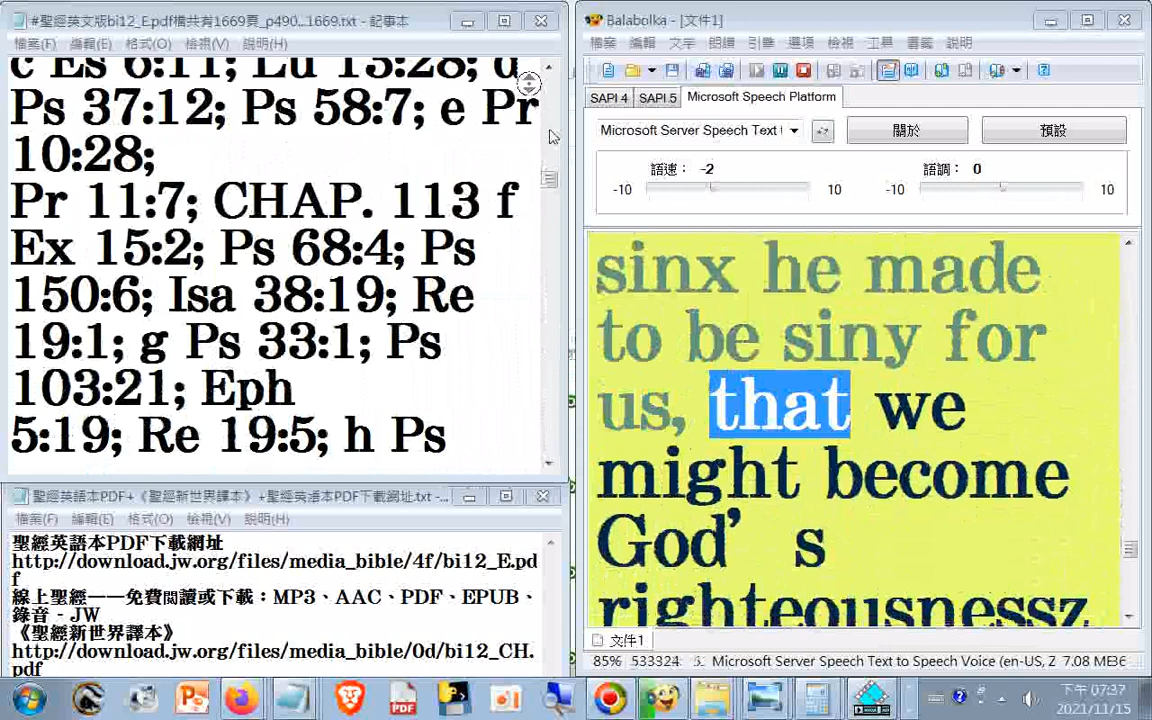 #聖經英文版bi12_E.pdf檔共有1669頁_p490...1669.txt - 記事本
檔案(F) 編輯(E) 格式(O) 檢視(V) 說明(H)
c Es 6:11; Lu 13:28; d
Ps 37:12; Ps 58:7; e Pr
10:28;
Pr 11:7; CHAP. 113 f
Ex 15:2; Ps 68:4; Ps
150:6; Isa 38:19; Re
19:1; g Ps 33:1; Ps
103:21; Eph
5:19; Re 19:5; h Ps
聖經英語本PDF+《聖經新世界譯本》+聖經英語本PDF下載網址.txt - ...
檔案(F) 編輯(E) 格式(O) 檢視(V) 說明(H)
聖經英語本PDF下載網址
http://download.jw.org/files/media_bible/4f/bi12_E.pd
f
線上聖經——免費閱讀或下載：MP3、AAC、PDF、EPUB、
錄音 - JW
《聖經新世界譯本》
http://download.jw.org/files/media_bible/0d/bi12_CH.
pdf
Balabolka - [文件1]
檔案 編輯 文字 朗讀 引擎 選項 檢視 工具 書籤 說明
SAPI 4 SAPI 5 Microsoft Speech Platform
Microsoft Server Speech Text 關於 預設
語速： -2 語調： 0
-10 10 -10 10
sinx he made
to be siny for
us, that we
might become
God’s
righteousnessz
文件1
85% 533324 Microsoft Server Speech Text to Speech Voice (en-US, Z 7.08 MB
下午 07:37
2021/11/15